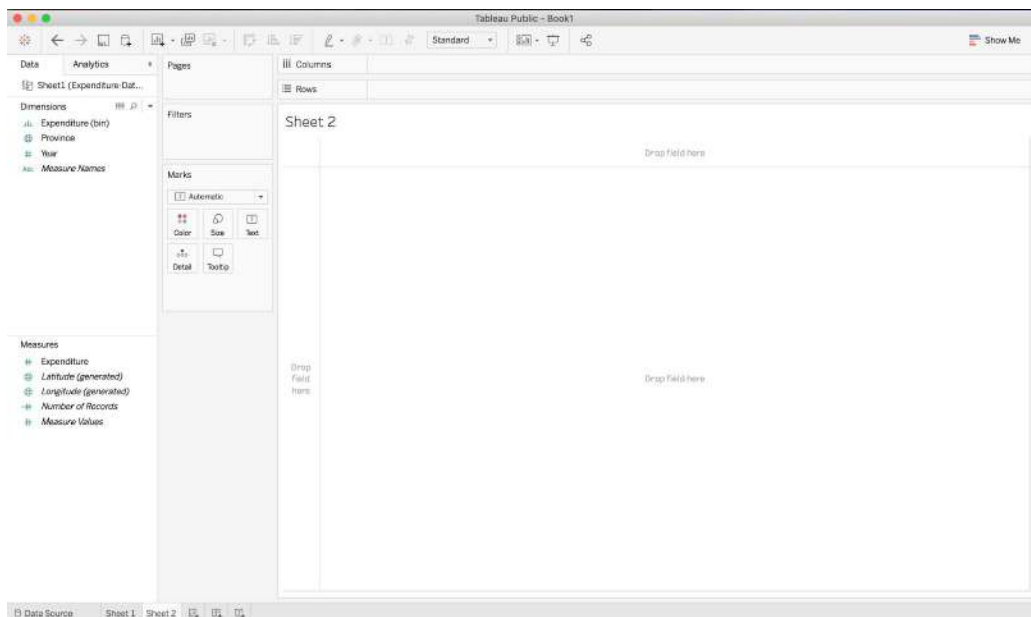 Tableau Public - Book1
Standard
Show Me
Data Analytics
Pages
Columns
Sheet1 (Expenditure-Dat...
Rows
Dimensions
Filters
Sheet 2
Expenditure (bin)
Province
Year
Abc Measure Names
Drop field here
Marks
Automatic
Color Size Text
Detail Tooltip
Measures
Expenditure
Latitude (generated)
Longitude (generated)
Number of Records
Measure Values
Drop
field
here
Drop field here
Data Source Sheet 1 Sheet 2